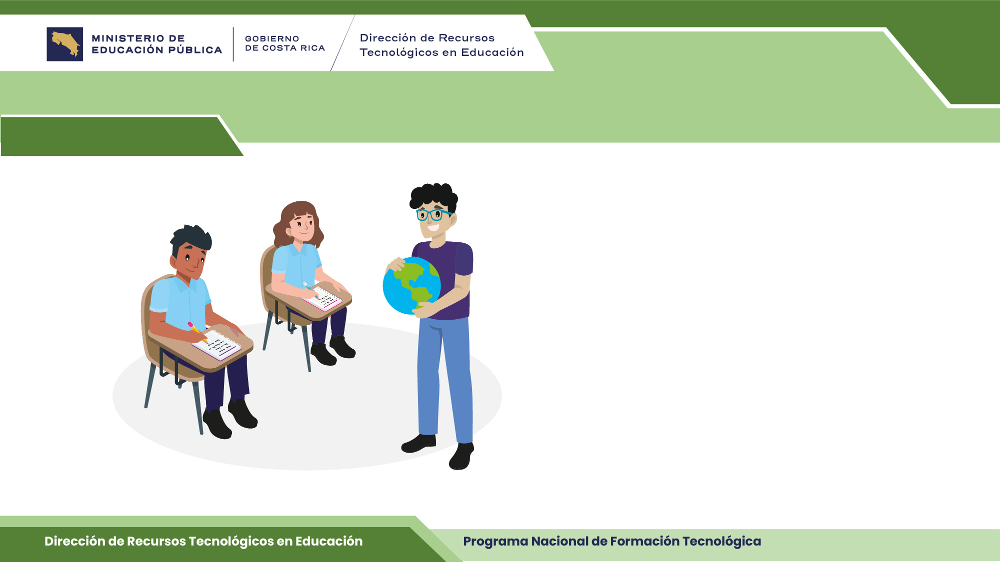 MINISTERIO DE
EDUCACIÓN PÚBLICA
GOBIERNO
DE COSTA RICA
Dirección de Recursos
Tecnológicos en Educación
Dirección de Recursos Tecnológicos en Educación
Programa Nacional de Formación Tecnológica